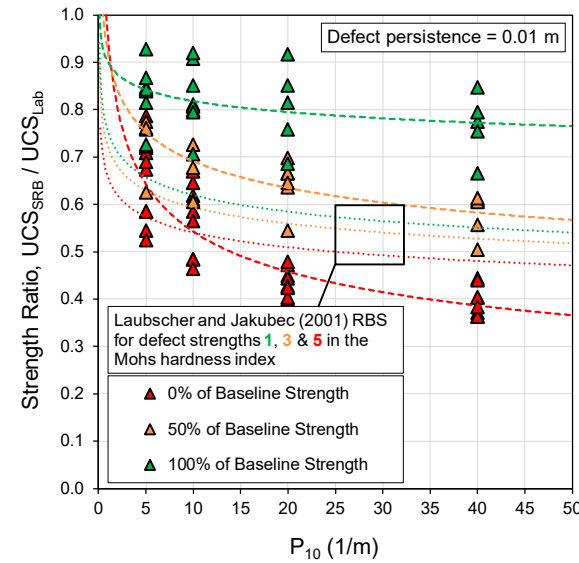 Defect persistence = 0.01 m
Strength Ratio, UCS_SRB / UCS_Lab
1.0
0.9
0.8
0.7
0.6
0.5
0.4
0.3
0.2
0.1
0.0
Laubscher and Jakubec (2001) RBS
for defect strengths 1, 3 & 5 in the
Mohs hardness index
0% of Baseline Strength
50% of Baseline Strength
100% of Baseline Strength
0 5 10 15 20 25 30 35 40 45 50
P10 (1/m)